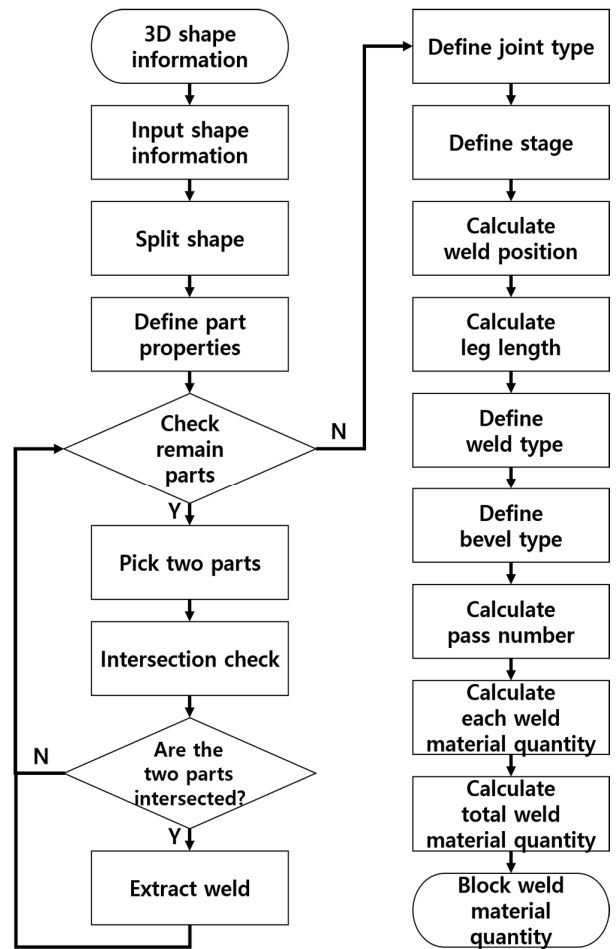 3D shape
information
Input shape
information
Split shape
Define part
properties
Check
remain
parts
N
Y
Pick two parts
Intersection check
Are the
two parts
intersected?
N
Y
Extract weld
Define joint type
Define stage
Calculate
weld position
Calculate
leg length
Define
weld type
Define
bevel type
Calculate
pass number
Calculate
each weld
material quantity
Calculate
total weld
material quantity
Block weld
material
quantity